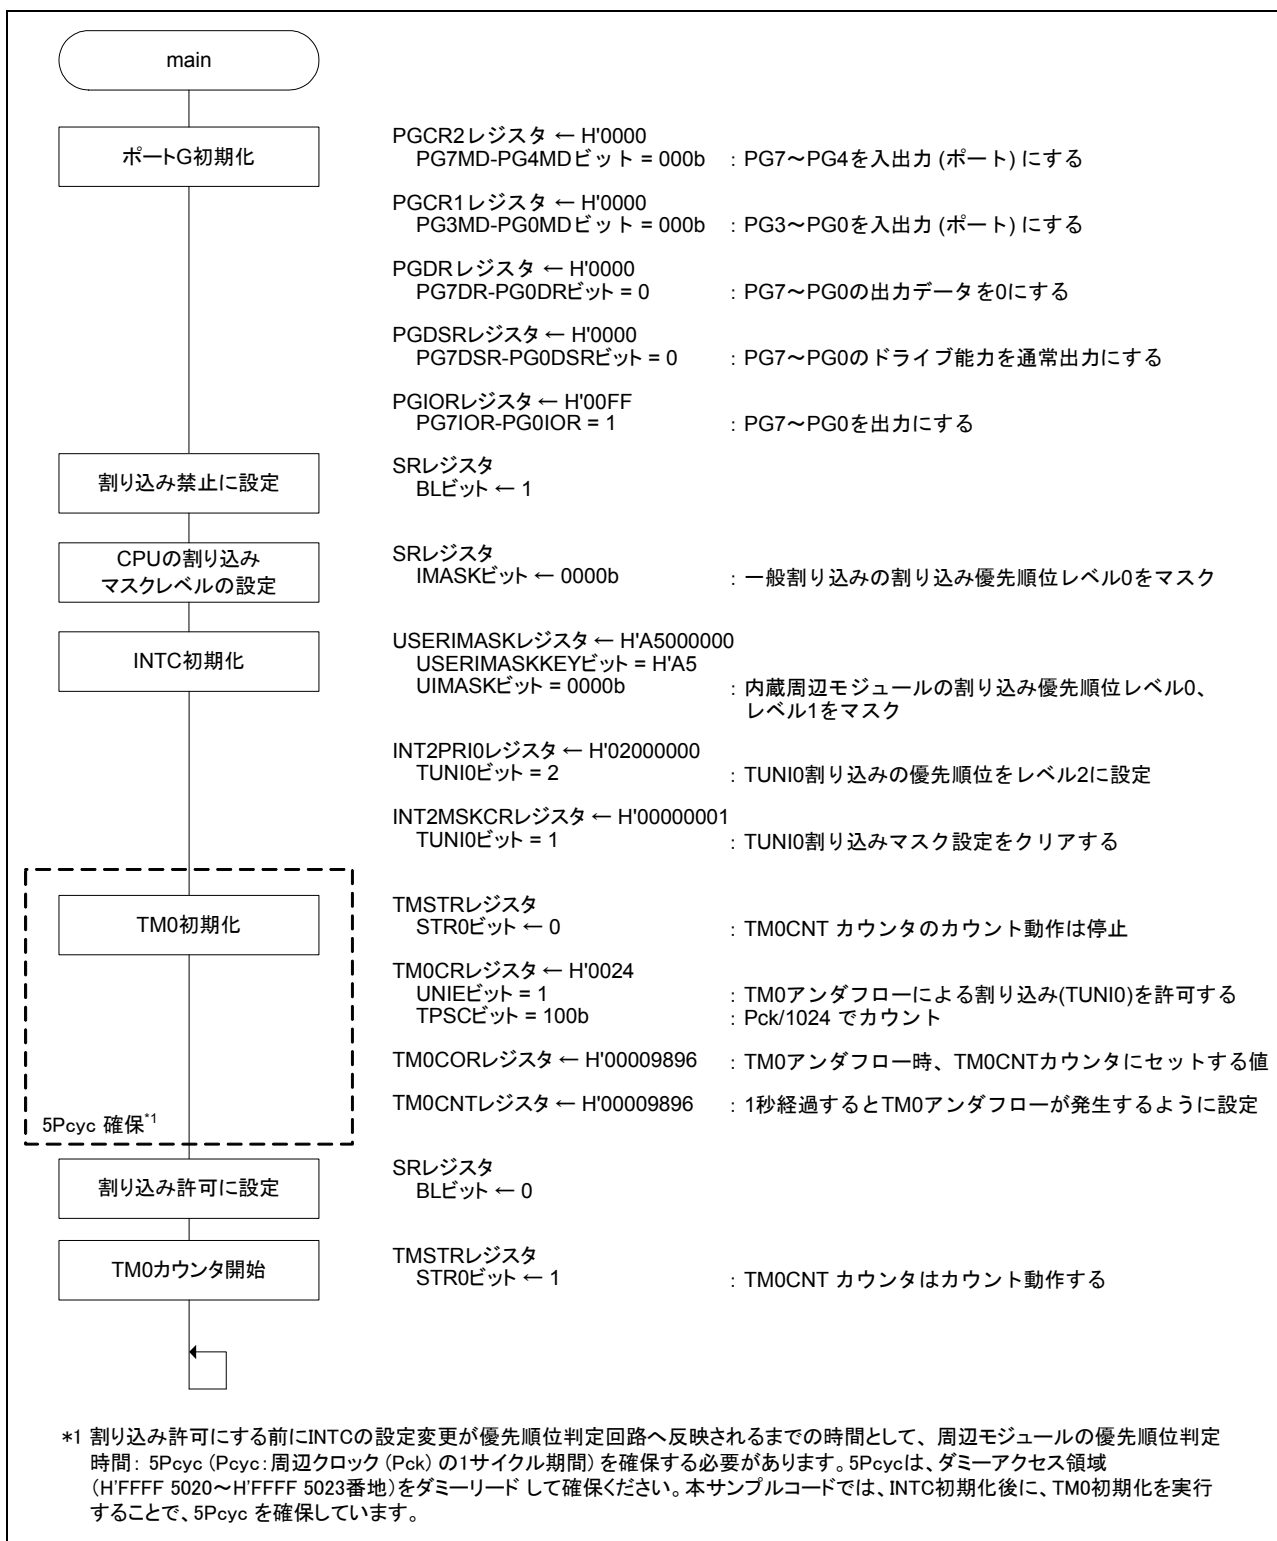 main
ポートG初期化
PGCR2レジスタ ← H'0000
PG7MD-PG4MDビット = 000b : PG7～PG4を入出力 (ポート) にする
PGCR1レジスタ ← H'0000
PG3MD-PG0MDビット = 000b : PG3～PG0を入出力 (ポート) にする
PGDRレジスタ ← H'0000
PG7DR-PG0DRビット = 0 : PG7～PG0の出力データを0にする
PGDSRレジスタ ← H'0000
PG7DSR-PG0DSRビット = 0 : PG7～PG0のドライブ能力を通常出力にする
PGIORレジスタ ← H'00FF
PG7IOR-PG0IOR = 1 : PG7～PG0を出力にする
割り込み禁止に設定
SRレジスタ
BLビット ← 1
CPUの割り込み
マスクレベルの設定
SRレジスタ
IMASKビット ← 0000b : 一般割り込みの割り込み優先順位レベル0をマスク
INTC初期化
USERIMASKレジスタ ← H'A5000000
USERIMASKKEYビット = H'A5
UIMASKビット = 0000b : 内蔵周辺モジュールの割り込み優先順位レベル0、
レベル1をマスク
INT2PRI0レジスタ ← H'02000000
TUNI0ビット = 2 : TUNI0割り込みの優先順位をレベル2に設定
INT2MSKCRレジスタ ← H'00000001
TUNI0ビット = 1 : TUNI0割り込みマスク設定をクリアする
TM0初期化
TMSTRレジスタ
STR0ビット ← 0 : TM0CNT カウンタのカウント動作は停止
TM0CRレジスタ ← H'0024
UNIEビット = 1 : TM0アンダフローによる割り込み(TUNI0)を許可する
TPSCビット = 100b : Pck/1024 でカウント
TM0CORレジスタ ← H'00009896 : TM0アンダフロー時、TM0CNTカウンタにセットする値
TM0CNTレジスタ ← H'00009896 : 1秒経過するとTM0アンダフローが発生するように設定
5Pcyc 確保*1
割り込み許可に設定
SRレジスタ
BLビット ← 0
TM0カウンタ開始
TMSTRレジスタ
STR0ビット ← 1 : TM0CNT カウンタはカウント動作する
*1 割り込み許可にする前にINTCの設定変更が優先順位判定回路へ反映されるまでの時間として、周辺モジュールの優先順位判定
時間： 5Pcyc (Pcyc：周辺クロック (Pck) の1サイクル期間) を確保する必要があります。5Pcycは、ダミーアクセス領域
（H'FFFF 5020～H'FFFF 5023番地）をダミーリード して確保ください。本サンプルコードでは、INTC初期化後に、TM0初期化を実行
することで、5Pcyc を確保しています。